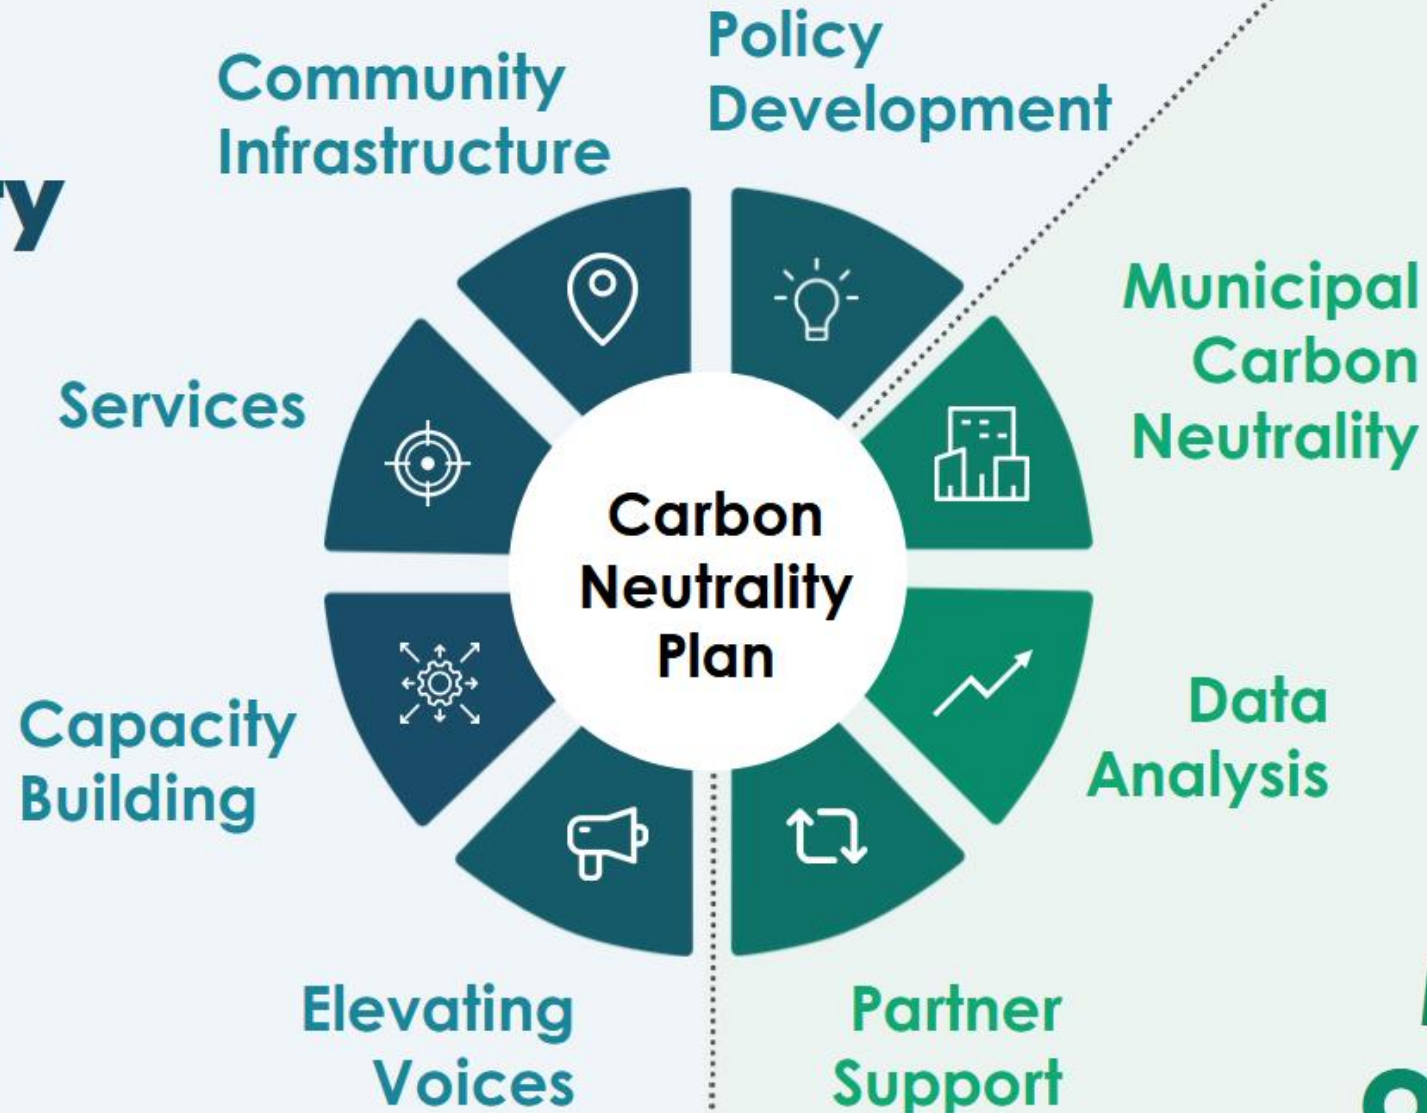 Policy
Development
Community
Infrastructure
Municipal
Carbon
Neutrality
Services
Carbon
Neutrality
Plan
Capacity
Building
Data
Analysis
Elevating
Voices
Partner
Support